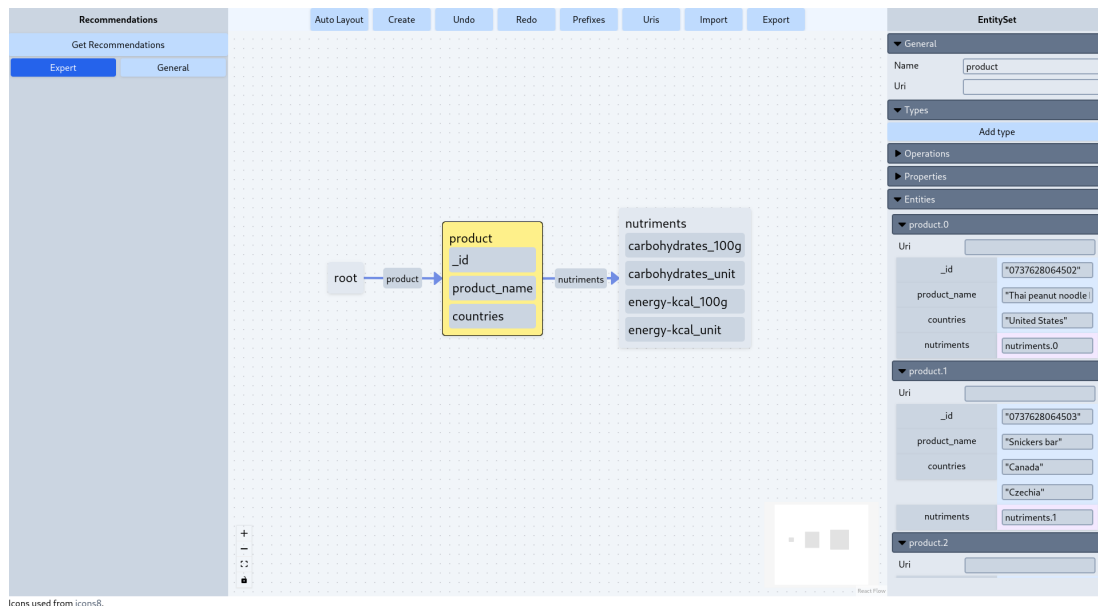 Recommendations
Get Recommendations
Expert General
Auto Layout Create Undo Redo Prefixes Uris Import Export
root
product
product
_id
product_name
countries
nutriments
nutriments
carbohydrates_100g
carbohydrates_unit
energy-kcal_100g
energy-kcal_unit
React Flow
EntitySet
General
Name product
Uri
Types
Add type
Operations
Properties
Entities
product.0
Uri
_id "0737628064502"
product_name "Thai peanut noodle
countries "United States"
nutriments nutriments.0
product.1
Uri
_id "0737628064503"
product_name "Snickers bar"
countries "Canada"
"Czechia"
nutriments nutriments.1
product.2
Uri
Icons used from icons8.